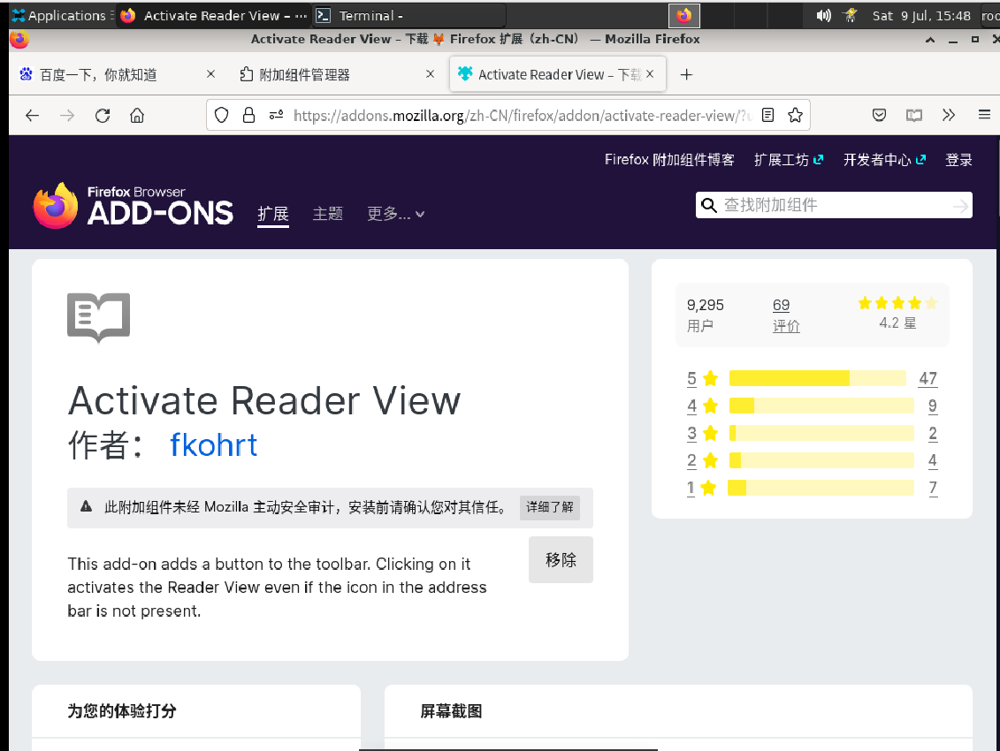 Applications
Activate Reader View – ···
Terminal -
Sat 9 Jul, 15:48
roo
Activate Reader View – 下载 🦊 Firefox 扩展（zh-CN） — Mozilla Firefox
百度一下，你就知道
附加组件管理器
Activate Reader View – 下载
https://addons.mozilla.org/zh-CN/firefox/addon/activate-reader-view/?u
Firefox 附加组件博客
扩展工坊
开发者中心
登录
Firefox Browser
ADD-ONS
扩展
主题
更多...
查找附加组件
Activate Reader View
作者： fkohrt
此附加组件未经 Mozilla 主动安全审计，安装前请确认您对其信任。
详细了解
This add-on adds a button to the toolbar. Clicking on it
activates the Reader View even if the icon in the address
bar is not present.
移除
9,295
用户
69
评价
4.2 星
5 47
4 9
3 2
2 4
1 7
为您的体验打分
屏幕截图